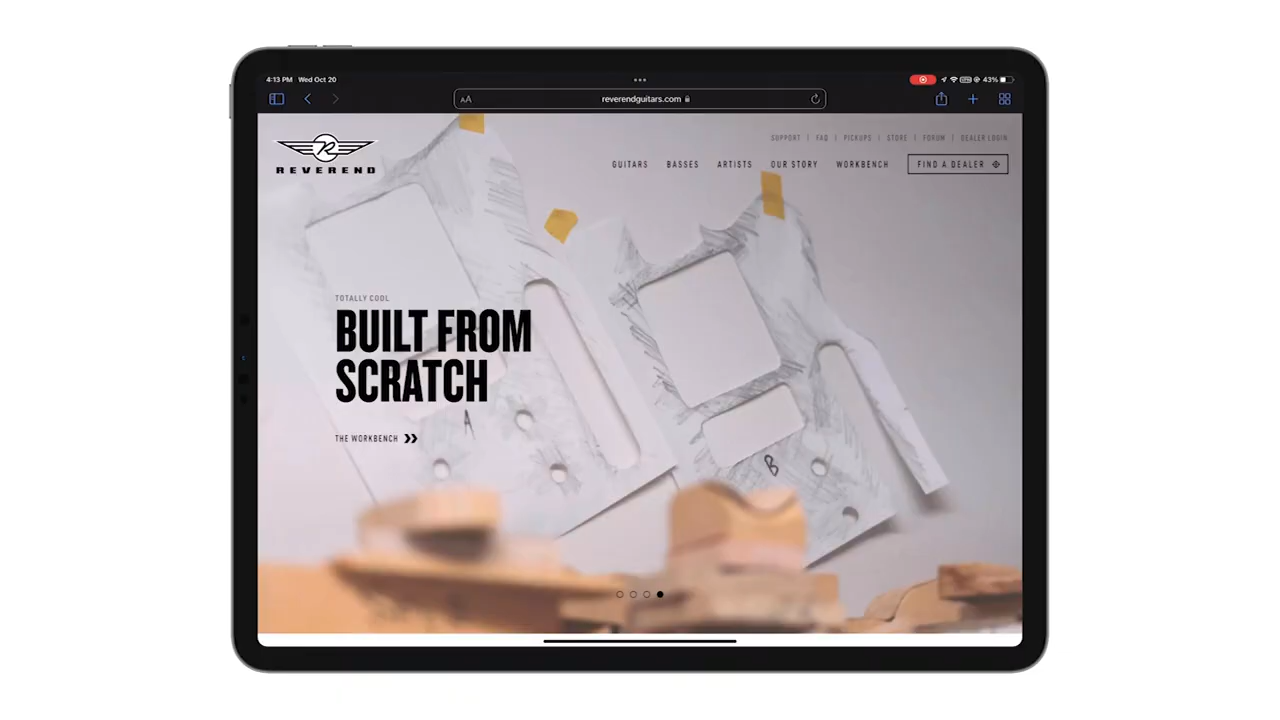 4:13 PM Wed Oct 20
43%
AA
reverendguitars.com
SUPPORT | FAQ | PICKUPS | STORE | FORUM | DEALER LOGIN
R
REVEREND
GUITARS BASSES ARTISTS OUR STORY WORKBENCH FIND A DEALER
TOTALLY COOL
BUILT FROM
SCRATCH
A
THE WORKBENCH
B